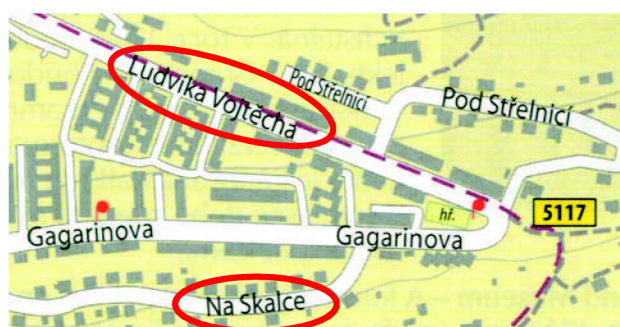 Ludvíka Vojtěcha
Pod Střelnicí
Pod Střelnicí
hř.
5117
Gagarinova
Gagarinova
Na Skalce